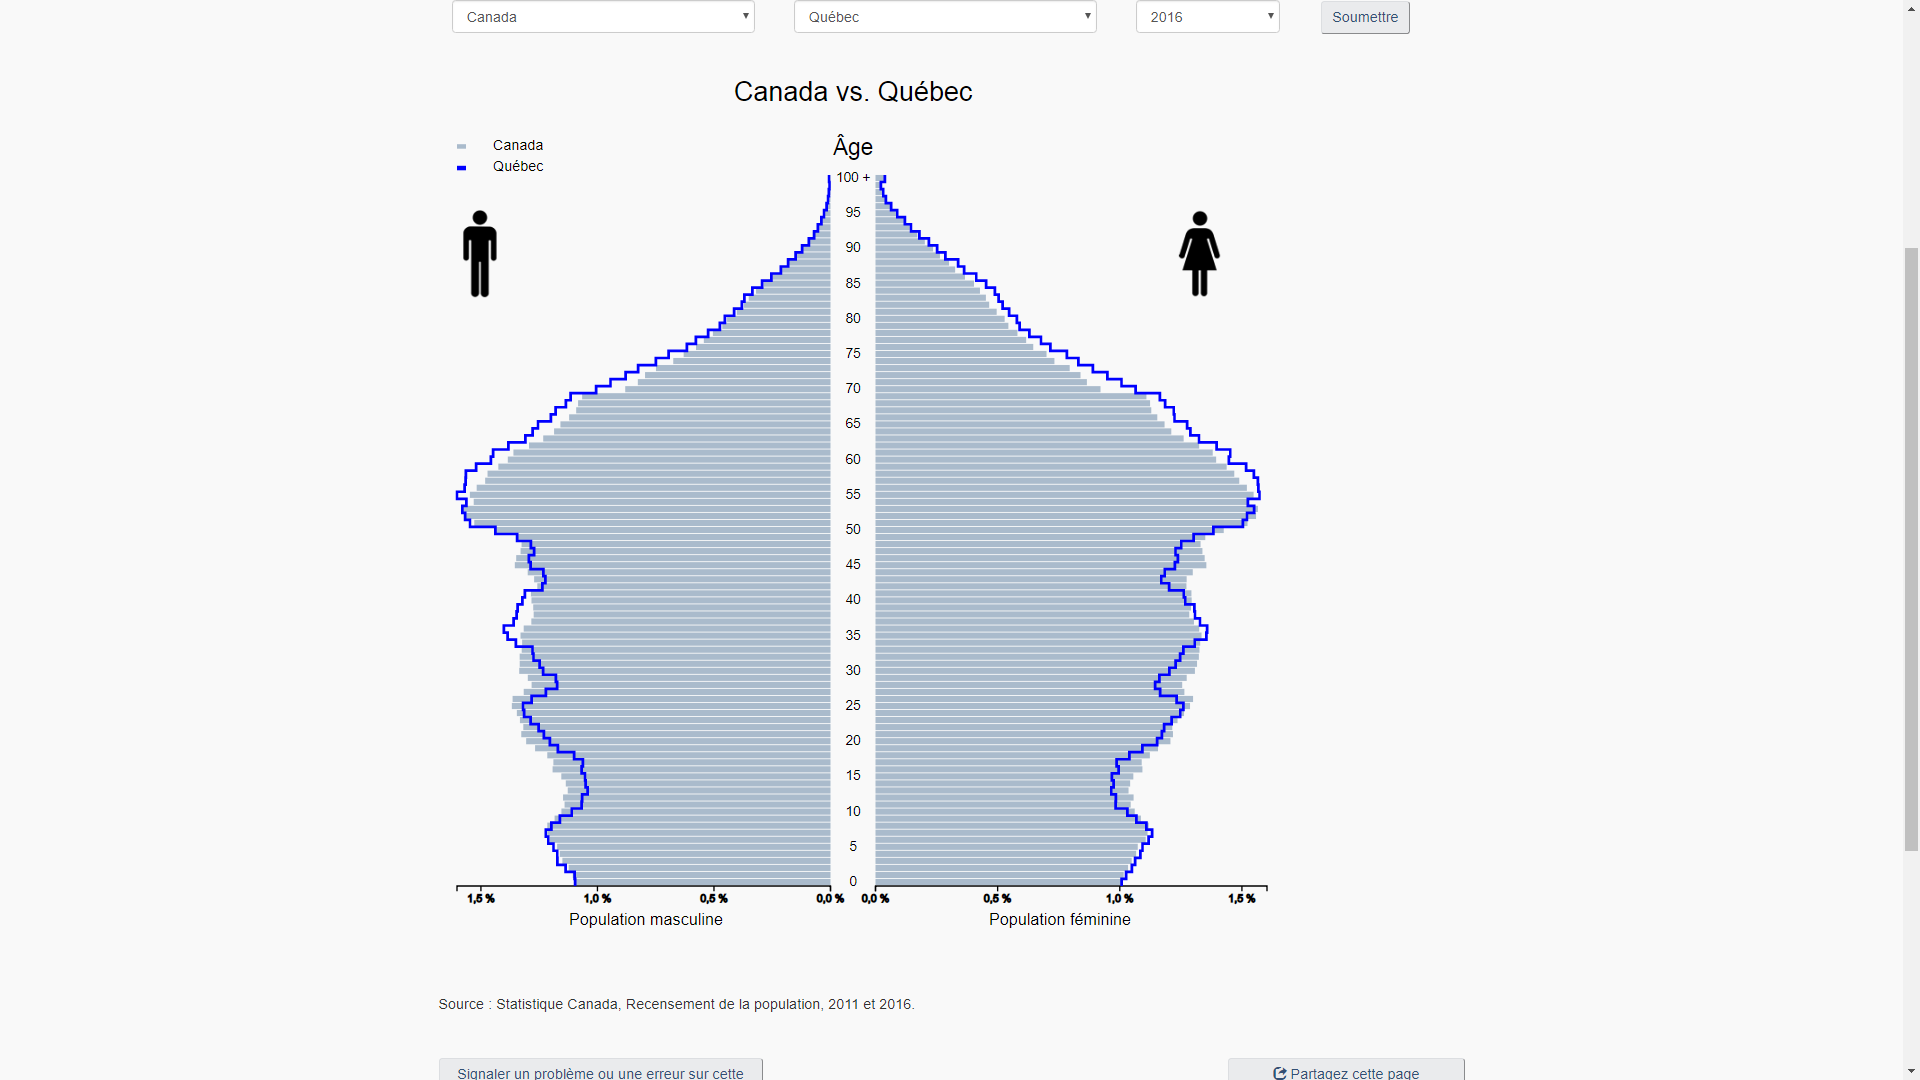 Canada Québec 2016 Soumettre
Canada vs. Québec
Canada
Québec
Âge
100 +
95
90
85
80
75
70
65
60
55
50
45
40
35
30
25
20
15
10
5
0
1,5 % 1,0 % 0,5 % 0,0 % 0,0 % 0,5 % 1,0 % 1,5 %
Population masculine Population féminine
Source : Statistique Canada, Recensement de la population, 2011 et 2016.
Signaler un problème ou une erreur sur cette Partagez cette page